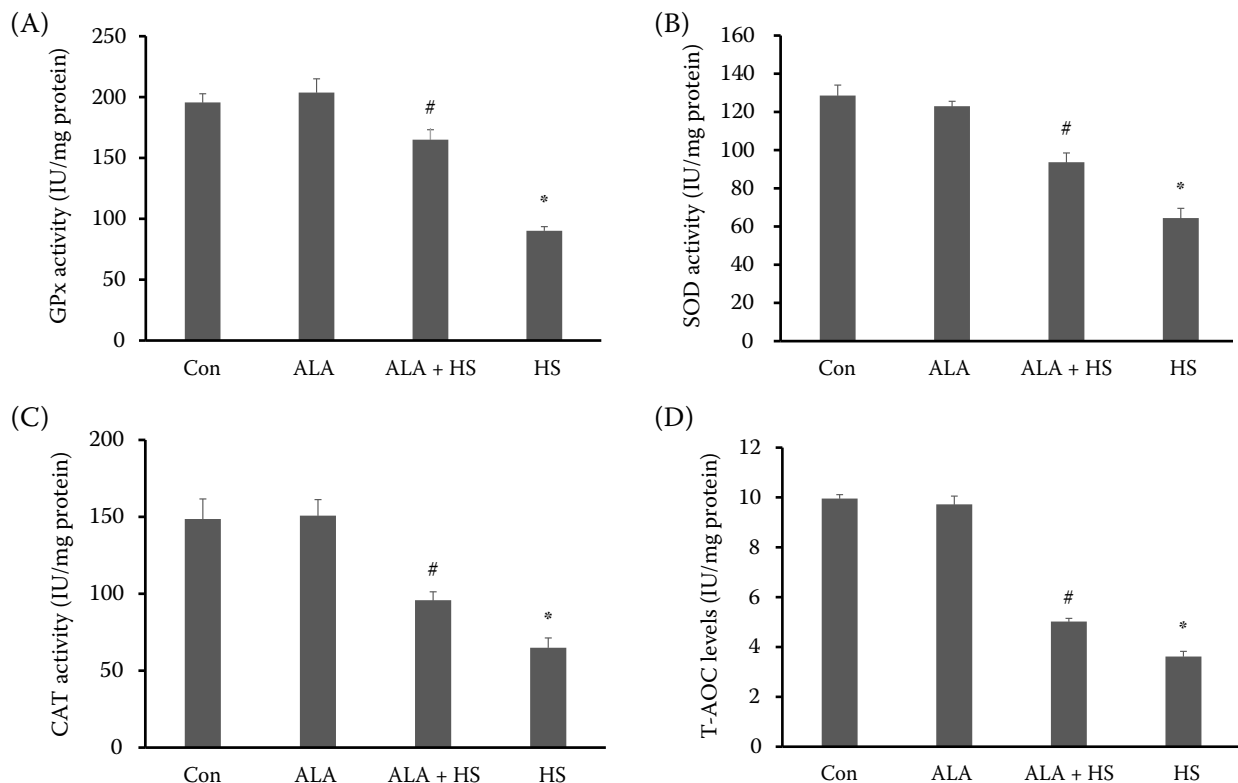 (A)
GPx activity (IU/mg protein)
250
200
150
100
50
0
#
*
Con ALA ALA + HS HS
(B)
SOD activity (IU/mg protein)
160
140
120
100
80
60
40
20
0
#
*
Con ALA ALA + HS HS
(C)
CAT activity (IU/mg protein)
200
150
100
50
0
#
*
Con ALA ALA + HS HS
(D)
T-AOC levels (IU/mg protein)
12
10
8
6
4
2
0
#
*
Con ALA ALA + HS HS